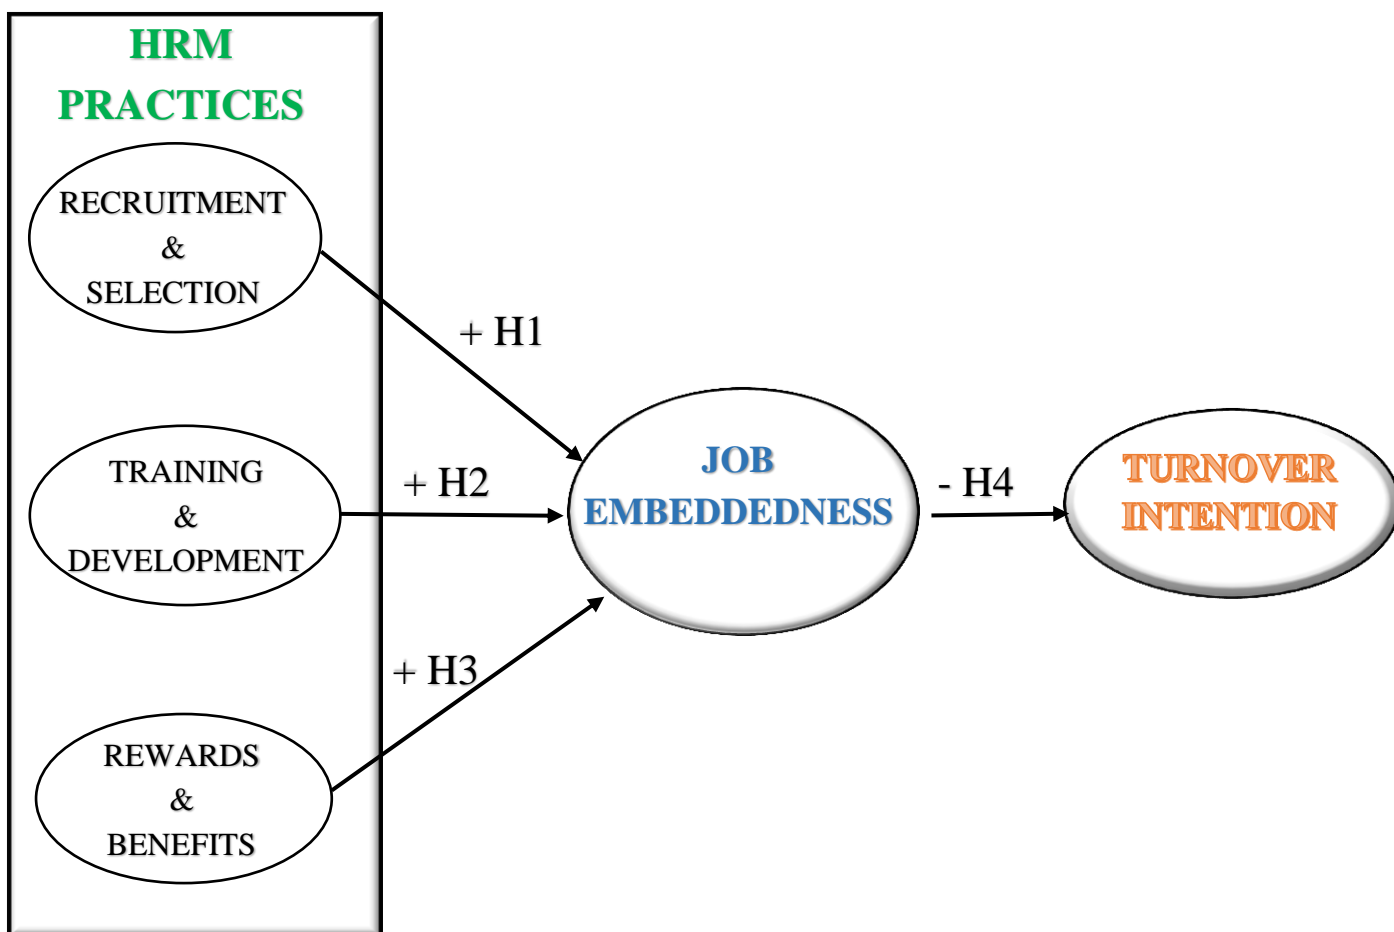 HRM
PRACTICES
RECRUITMENT
&
SELECTION
+ H1
TRAINING
&
DEVELOPMENT
+ H2
JOB
EMBEDDEDNESS
- H4
TURNOVER
INTENTION
+ H3
REWARDS
&
BENEFITS